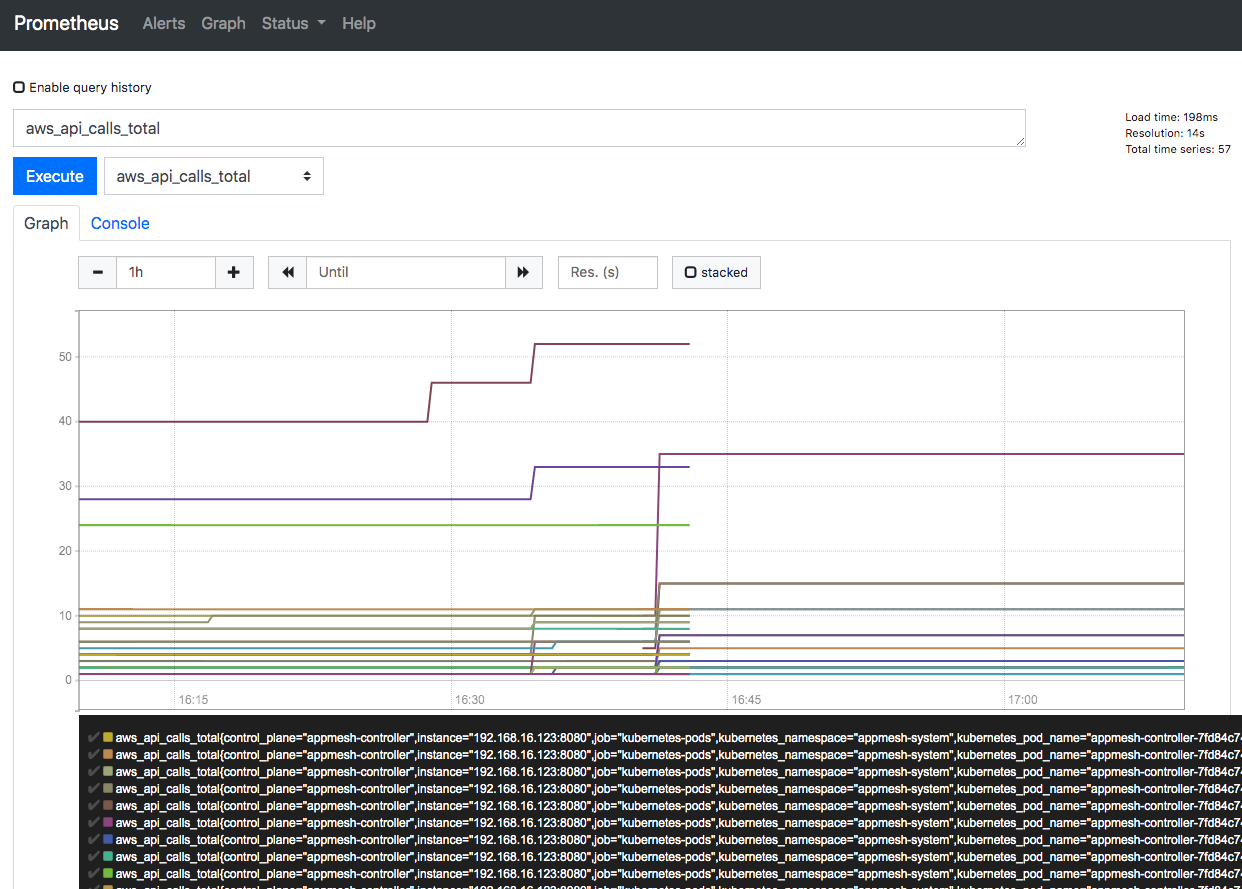 Prometheus Alerts Graph Status Help
Enable query history
aws_api_calls_total
Load time: 198ms
Resolution: 14s
Total time series: 57
Execute aws_api_calls_total
Graph Console
1h Until Res. (s) stacked
50
40
30
20
10
0
16:15 16:30 16:45 17:00
aws_api_calls_total{control_plane="appmesh-controller",instance="192.168.16.123:8080",job="kubernetes-pods",kubernetes_namespace="appmesh-system",kubernetes_pod_name="appmesh-controller-7fd84c74
aws_api_calls_total{control_plane="appmesh-controller",instance="192.168.16.123:8080",job="kubernetes-pods",kubernetes_namespace="appmesh-system",kubernetes_pod_name="appmesh-controller-7fd84c74
aws_api_calls_total{control_plane="appmesh-controller",instance="192.168.16.123:8080",job="kubernetes-pods",kubernetes_namespace="appmesh-system",kubernetes_pod_name="appmesh-controller-7fd84c74
aws_api_calls_total{control_plane="appmesh-controller",instance="192.168.16.123:8080",job="kubernetes-pods",kubernetes_namespace="appmesh-system",kubernetes_pod_name="appmesh-controller-7fd84c74
aws_api_calls_total{control_plane="appmesh-controller",instance="192.168.16.123:8080",job="kubernetes-pods",kubernetes_namespace="appmesh-system",kubernetes_pod_name="appmesh-controller-7fd84c74
aws_api_calls_total{control_plane="appmesh-controller",instance="192.168.16.123:8080",job="kubernetes-pods",kubernetes_namespace="appmesh-system",kubernetes_pod_name="appmesh-controller-7fd84c74
aws_api_calls_total{control_plane="appmesh-controller",instance="192.168.16.123:8080",job="kubernetes-pods",kubernetes_namespace="appmesh-system",kubernetes_pod_name="appmesh-controller-7fd84c74
aws_api_calls_total{control_plane="appmesh-controller",instance="192.168.16.123:8080",job="kubernetes-pods",kubernetes_namespace="appmesh-system",kubernetes_pod_name="appmesh-controller-7fd84c74
aws_api_calls_total{control_plane="appmesh-controller",instance="192.168.16.123:8080",job="kubernetes-pods",kubernetes_namespace="appmesh-system",kubernetes_pod_name="appmesh-controller-7fd84c74